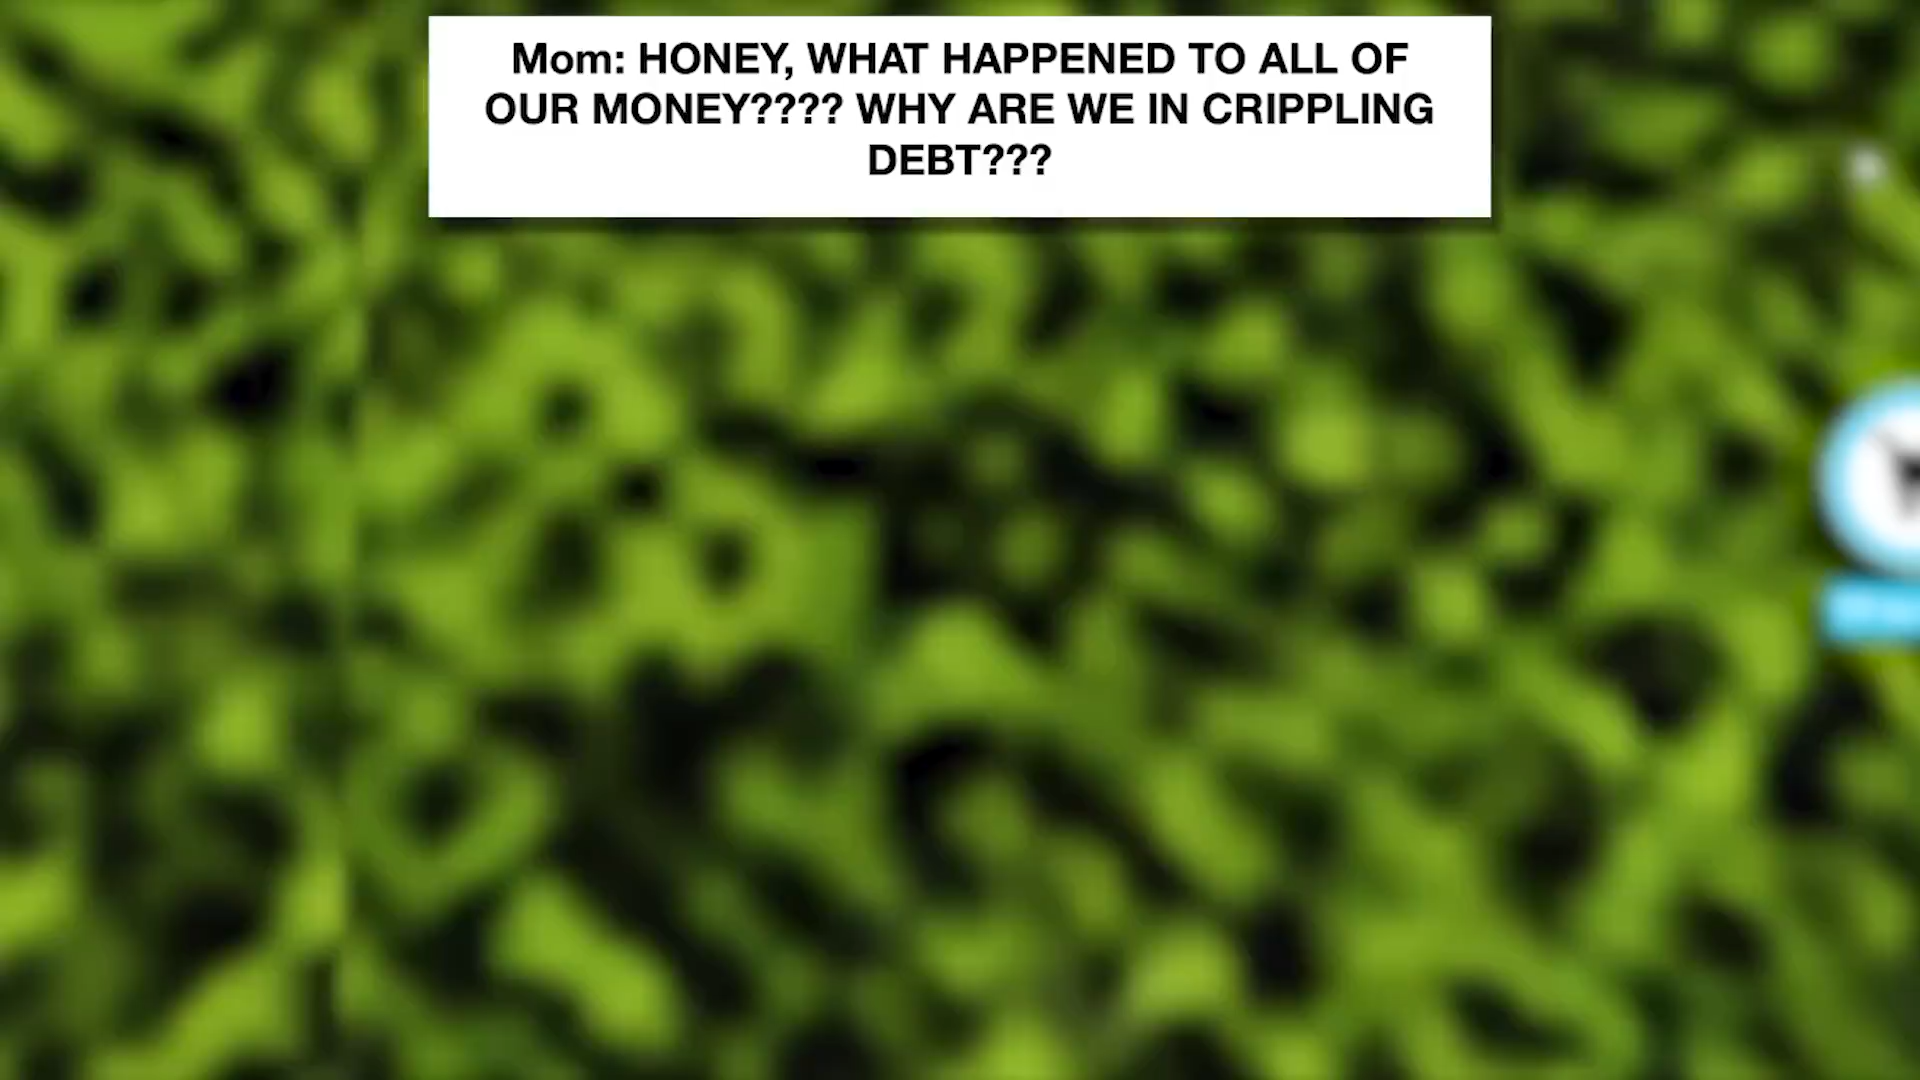 Mom: HONEY, WHAT HAPPENED TO ALL OF
OUR MONEY???? WHY ARE WE IN CRIPPLING
DEBT???